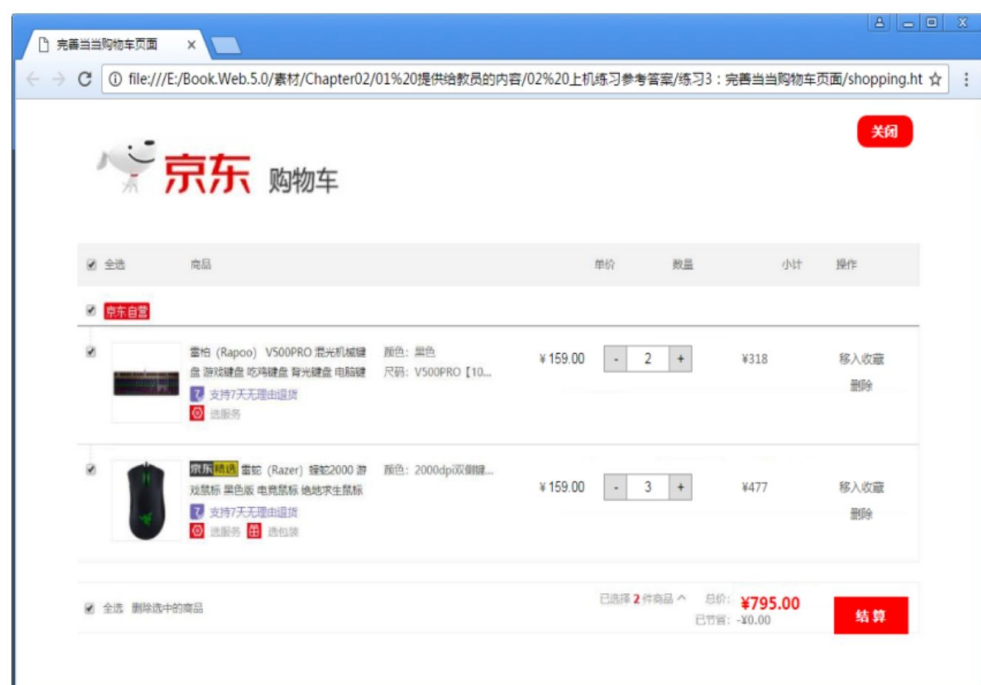 完善当当购物车页面
file:///E:/Book.Web.5.0/素材/Chapter02/01%20提供给教员的内容/02%20上机练习参考答案/练习3：完善当当购物车页面/shopping.ht
关闭
京东 购物车
全选 商品 单价 数量 小计 操作
京东自营
雷柏（Rapoo） V500PRO 混光机械键 颜色：黑色
¥159.00 - 2 + ¥318 移入收藏
盘 游戏键盘 吃鸡键盘 背光键盘 电脑键 尺码：V500PRO【10...
删除
支持7天无理由退货
选服务
京东精选 雷蛇（Razer）蝰蛇2000 游 颜色：2000dpi双侧键...
¥159.00 - 3 + ¥477 移入收藏
戏鼠标 黑色版 电竞鼠标 绝地求生鼠标
支持7天无理由退货
删除
选服务 选包装
全选 删除选中的商品
已选择 2 件商品 总价：¥795.00
已节省：-¥0.00
结 算